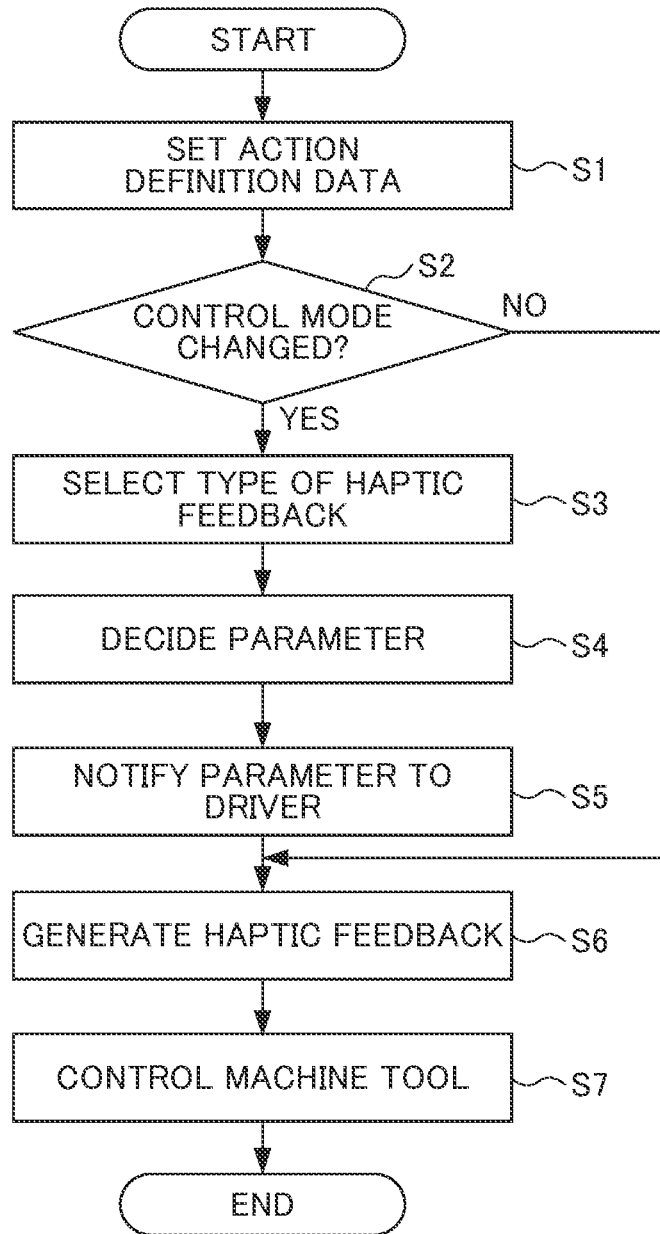 START
SET ACTION
DEFINITION DATA
S1
S2
CONTROL MODE
CHANGED?
NO
YES
SELECT TYPE OF HAPTIC
FEEDBACK
S3
DECIDE PARAMETER
S4
NOTIFY PARAMETER TO
DRIVER
S5
GENERATE HAPTIC FEEDBACK
S6
CONTROL MACHINE TOOL
S7
END